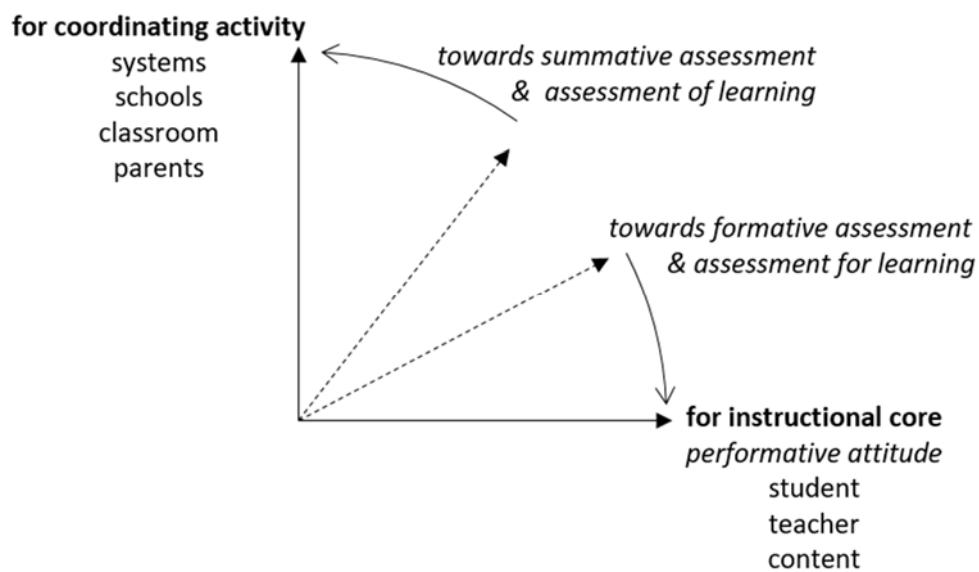 for coordinating activity
systems
schools
classroom
parents
towards summative assessment
& assessment of learning
towards formative assessment
& assessment for learning
for instructional core
performative attitude
student
teacher
content